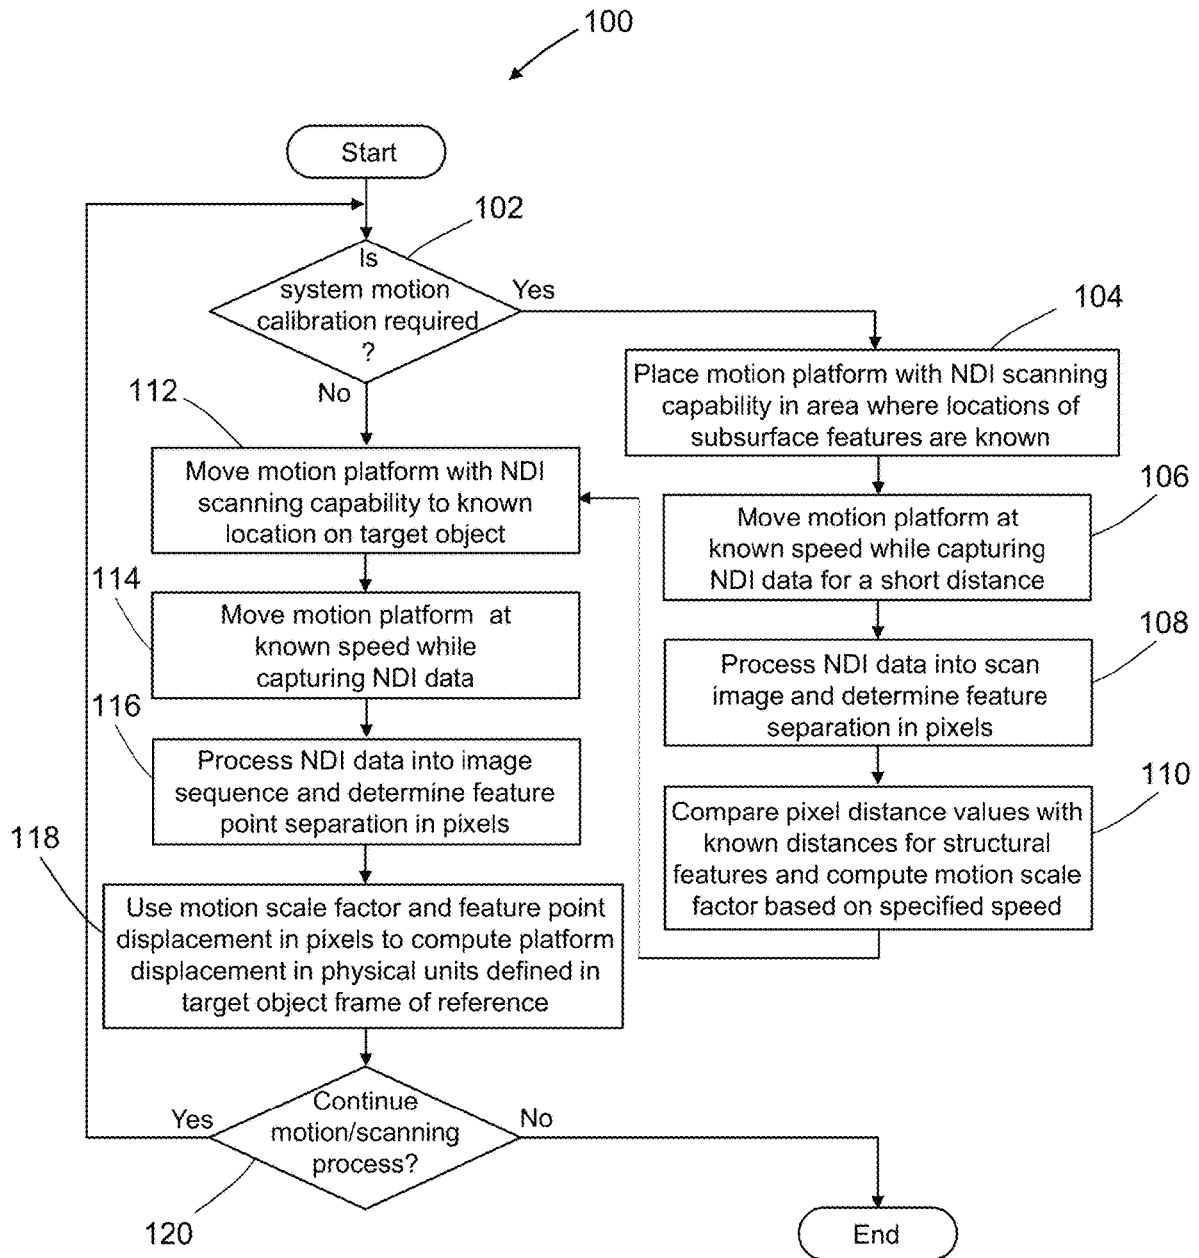 100
Start
102
Is
system motion
calibration required
?
Yes
No
104
Place motion platform with NDI scanning
capability in area where locations of
subsurface features are known
106
Move motion platform at
known speed while capturing
NDI data for a short distance
108
Process NDI data into scan
image and determine feature
separation in pixels
110
Compare pixel distance values with
known distances for structural
features and compute motion scale
factor based on specified speed
112
Move motion platform with NDI
scanning capability to known
location on target object
114
Move motion platform at
known speed while
capturing NDI data
116
Process NDI data into image
sequence and determine feature
point separation in pixels
118
Use motion scale factor and feature point
displacement in pixels to compute platform
displacement in physical units defined in
target object frame of reference
Yes
Continue
motion/scanning
process?
No
120
End